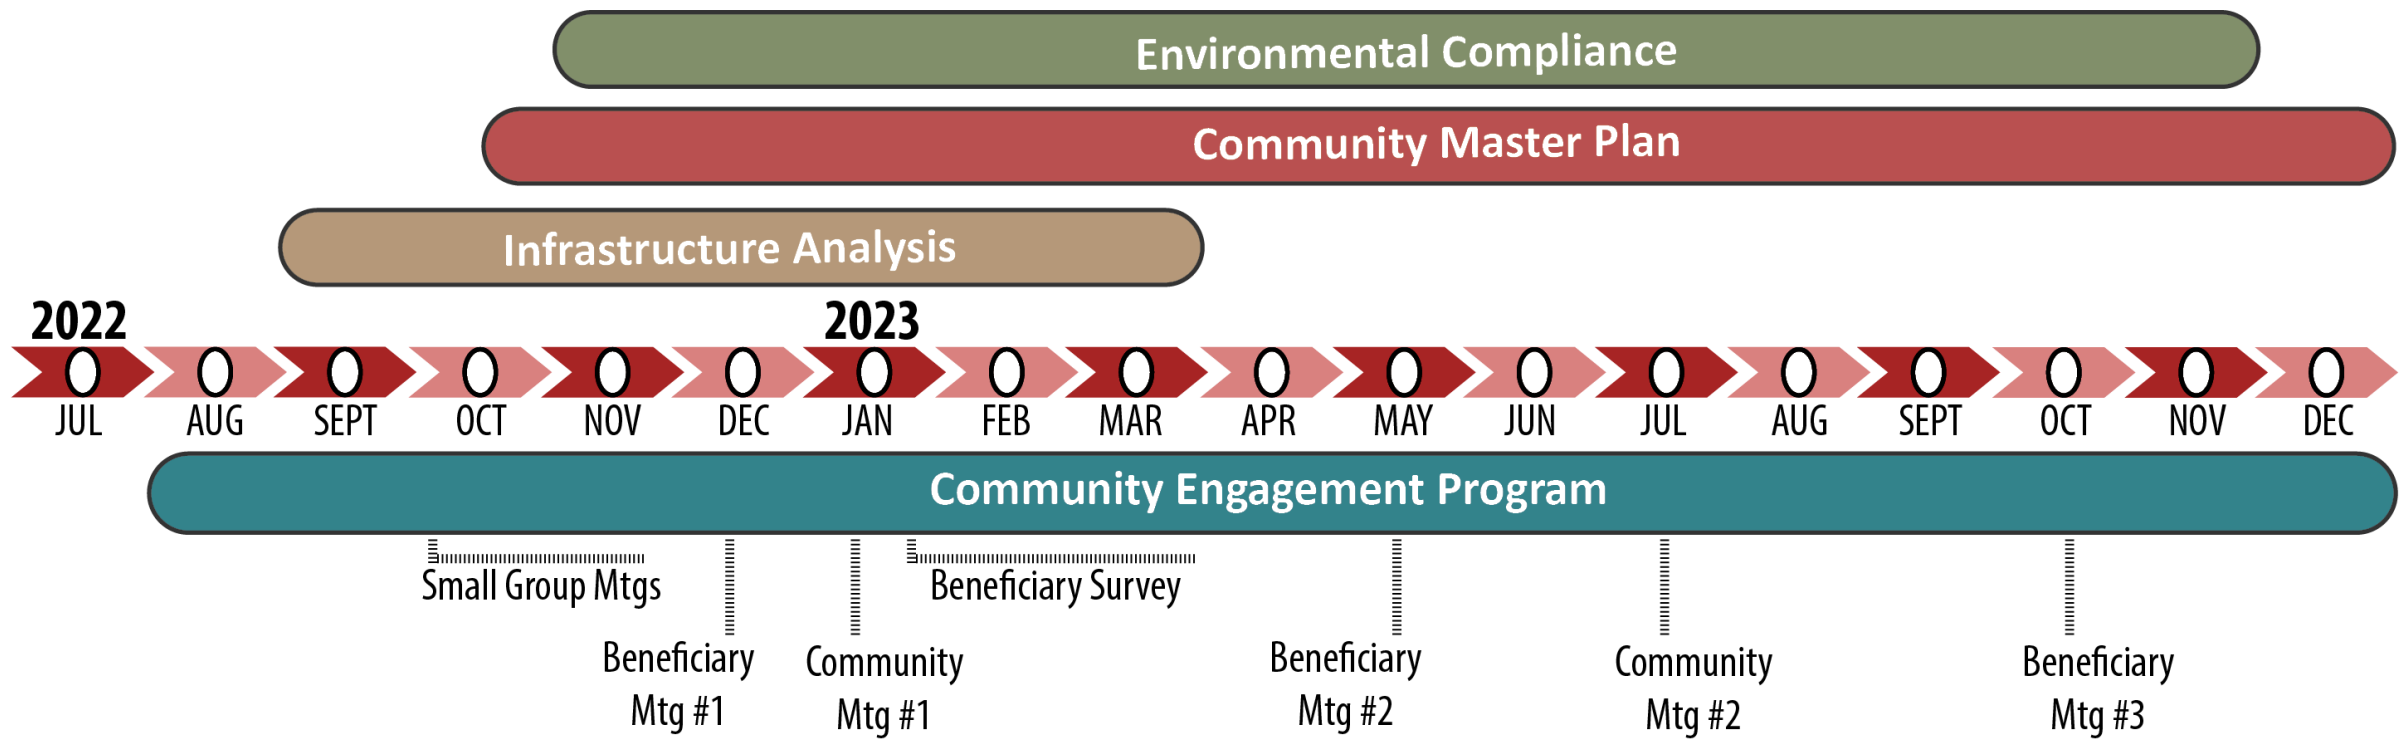 Environmental Compliance
Community Master Plan
Infrastructure Analysis
2022 2023
JUL AUG SEPT OCT NOV DEC JAN FEB MAR APR MAY JUN JUL AUG SEPT OCT NOV DEC
Community Engagement Program
Small Group Mtgs
Beneficiary Survey
Beneficiary
Mtg #1
Community
Mtg #1
Beneficiary
Mtg #2
Community
Mtg #2
Beneficiary
Mtg #3